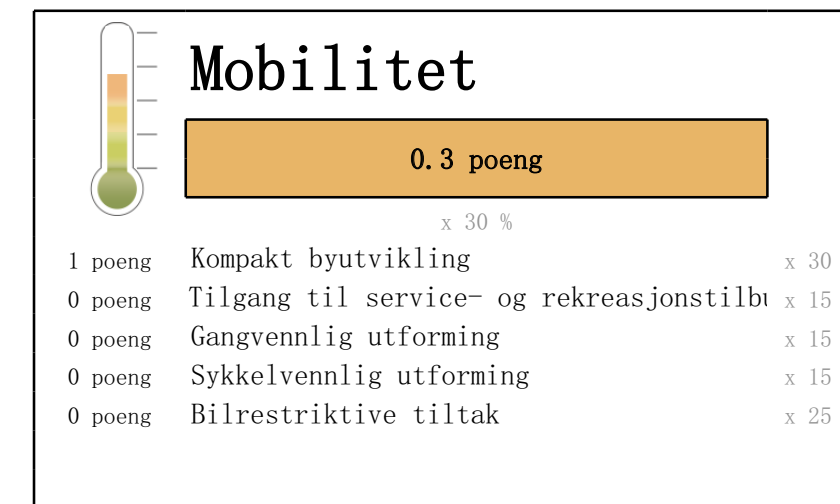 Mobilitet
0.3 poeng
x 30 %
1 poeng Kompakt byutvikling x 30
0 poeng Tilgang til service- og x 15
0 poeng Gangvennlig utforming x 15
0 poeng Sykkelvennlig utforming x 15
0 poeng Bilrestriktive tiltak x 25